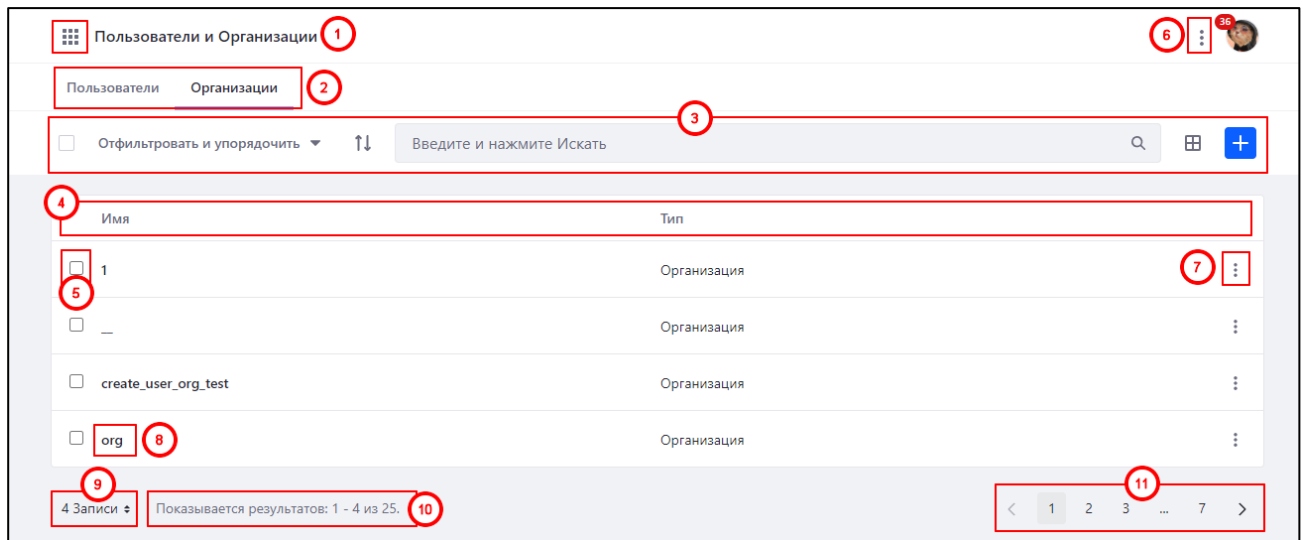 Пользователи и Организации 1 6 36
Пользователи Организации 2
3
Отфильтровать и упорядочить Введите и нажмите Искать
4
Имя Тип
1 Организация 7
5
__ Организация
create_user_org_test Организация
org 8 Организация
9 11
4 Записи Показывается результатов: 1 - 4 из 25. 10 1 2 3 ... 7